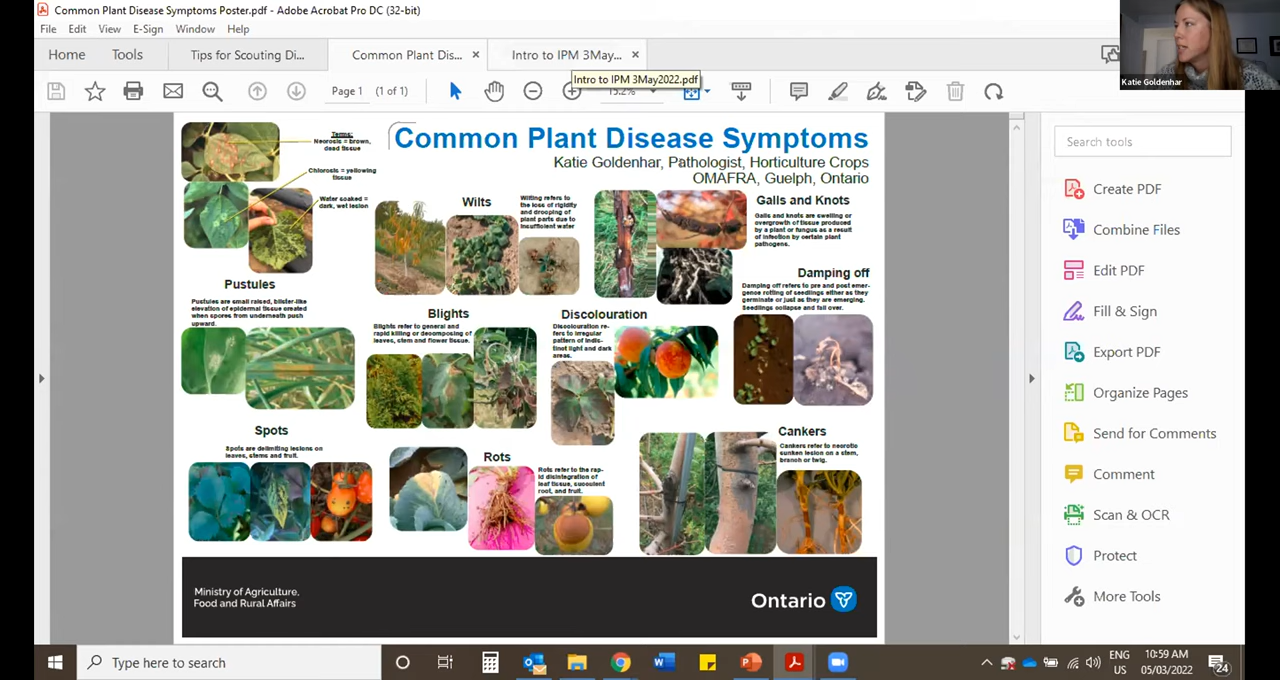 Common Plant Disease Symptoms Poster.pdf - Adobe Acrobat Pro DC (32-bit)
File Edit View E-Sign Window Help
Home Tools Tips for Scouting Di... Common Plant Dis... × Intro to IPM 3May... ×
Intro to IPM 3May2022.pdf
Katie Goldenhar
Page 1 (1 of 1)
Search tools
Create PDF
Combine Files
Edit PDF
Fill & Sign
Export PDF
Organize Pages
Send for Comments
Comment
Scan & OCR
Protect
More Tools
Common Plant Disease Symptoms
Katie Goldenhar, Pathologist, Horticulture Crops
OMAFRA, Guelph, Ontario
Terms:
Necrosis = brown,
dead tissue
Chlorosis = yellowing
tissue
Water soaked =
dark, wet lesion
Wilts
Wilting refers to
the loss of rigidity
and drooping of
plant parts due to
insufficient water
Galls and Knots
Galls and knots are swelling or
overgrowth of tissue produced
by a plant or fungus as a result
of infection by certain plant
pathogens.
Pustules
Pustules are small raised, blister-like
elevation of epidermal tissue created
when spores from underneath push
upward.
Blights
Blights refer to general and
rapid killing or decomposing of
leaves, stem and flower tissue.
Discolouration
Discolouration re-
fers to irregular
pattern of indis-
tinct light and dark
areas.
Damping off
Damping off refers to pre and post emer-
gence rotting of seedlings either as they
germinate or just as they are emerging.
Seedlings collapse and fall over.
Spots
Spots are delimiting lesions on
leaves, stems and fruit.
Rots
Rots refer to the rap-
id disintegration of
leaf tissue, succulent
root, and fruit.
Cankers
Cankers refer to necrotic
sunken lesion on a stem,
branch or twig.
Ministry of Agriculture,
Food and Rural Affairs
Ontario
Type here to search
ENG
US
10:59 AM
05/03/2022
24